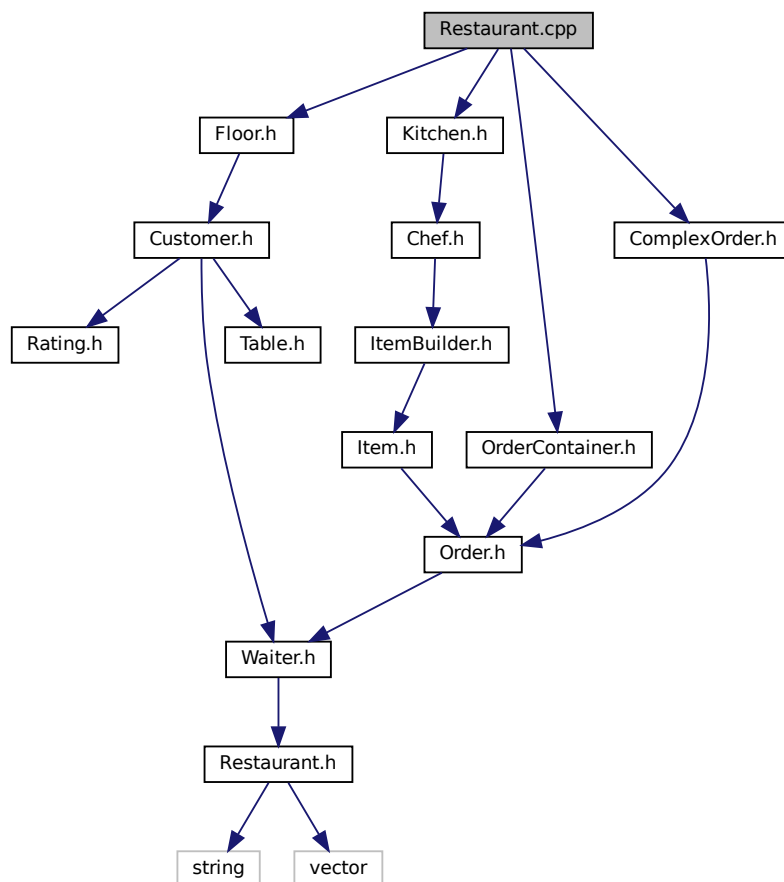 Restaurant.cpp
Floor.h
Kitchen.h
Customer.h
Chef.h
ComplexOrder.h
Rating.h
Table.h
ItemBuilder.h
Item.h
OrderContainer.h
Order.h
Waiter.h
Restaurant.h
string
vector